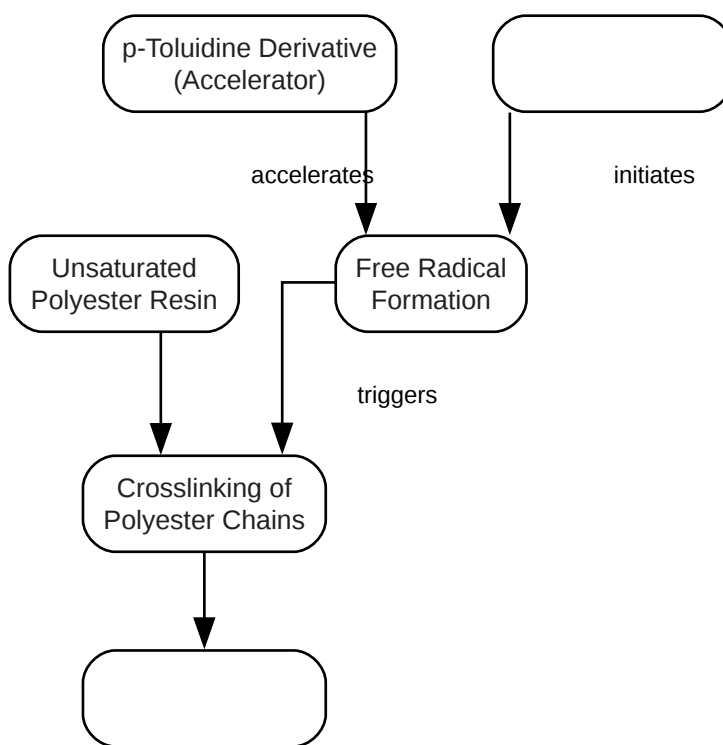 p-Toluidine Derivative
(Accelerator)
accelerates
initiates
Unsaturated
Polyester Resin
Free Radical
Formation
triggers
Crosslinking of
Polyester Chains